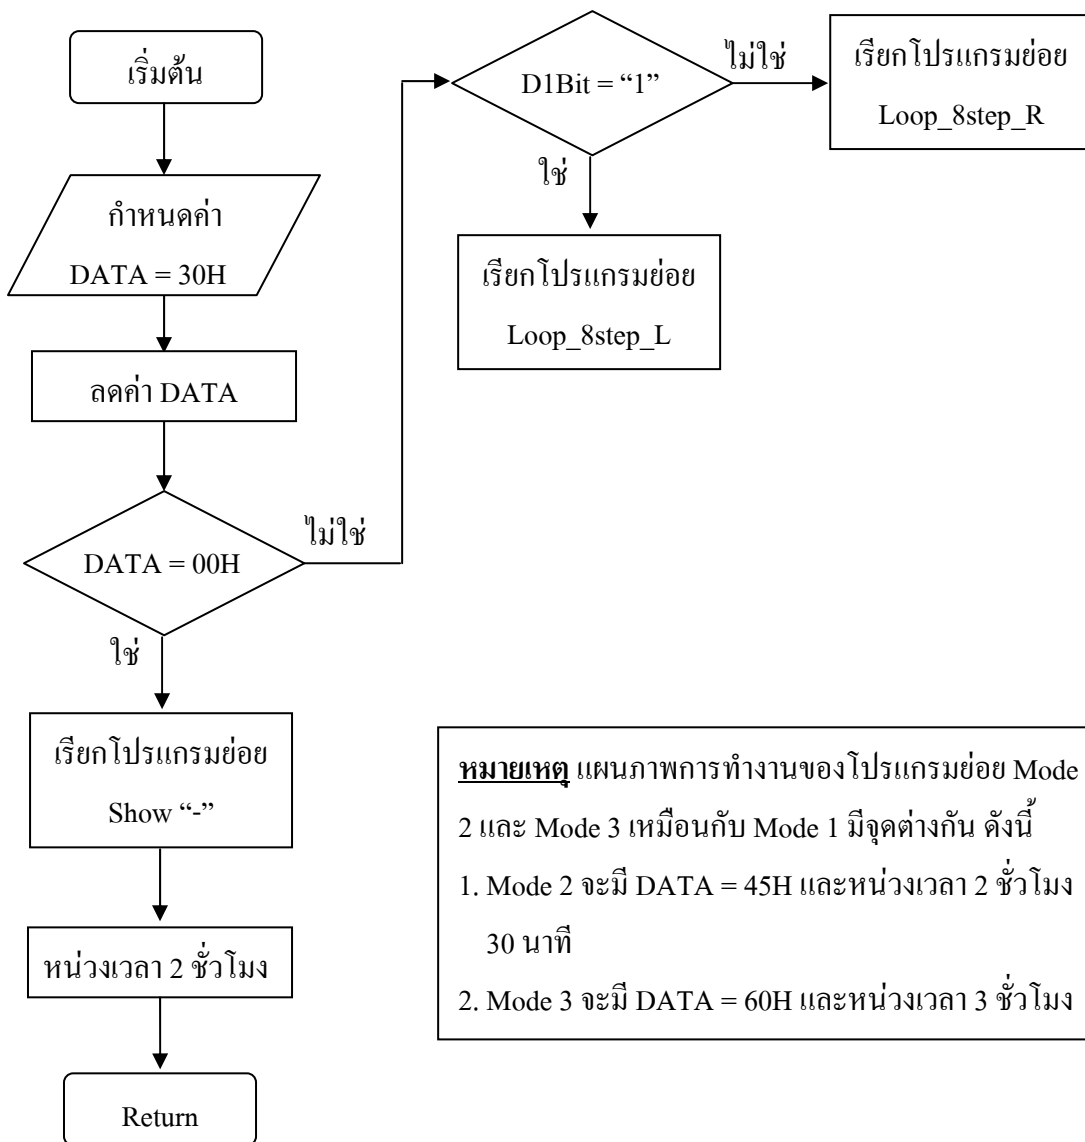 เริ่มต้น
กำหนดค่า
DATA = 30H
ลดค่า DATA
DATA = 00H
ไม่ใช่
ใช่
เรียกโปรแกรมย่อย
Show “-”
หน่วงเวลา 2 ชั่วโมง
Return
D1Bit = “1”
ไม่ใช่
เรียกโปรแกรมย่อย
Loop_8step_R
ใช่
เรียกโปรแกรมย่อย
Loop_8step_L
หมายเหตุ แผนภาพการทำงานของโปรแกรมย่อย Mode
2 และ Mode 3 เหมือนกับ Mode 1 มีจุดต่างกัน ดังนี้
1. Mode 2 จะมี DATA = 45H และหน่วงเวลา 2 ชั่วโมง
30 นาที
2. Mode 3 จะมี DATA = 60H และหน่วงเวลา 3 ชั่วโมง